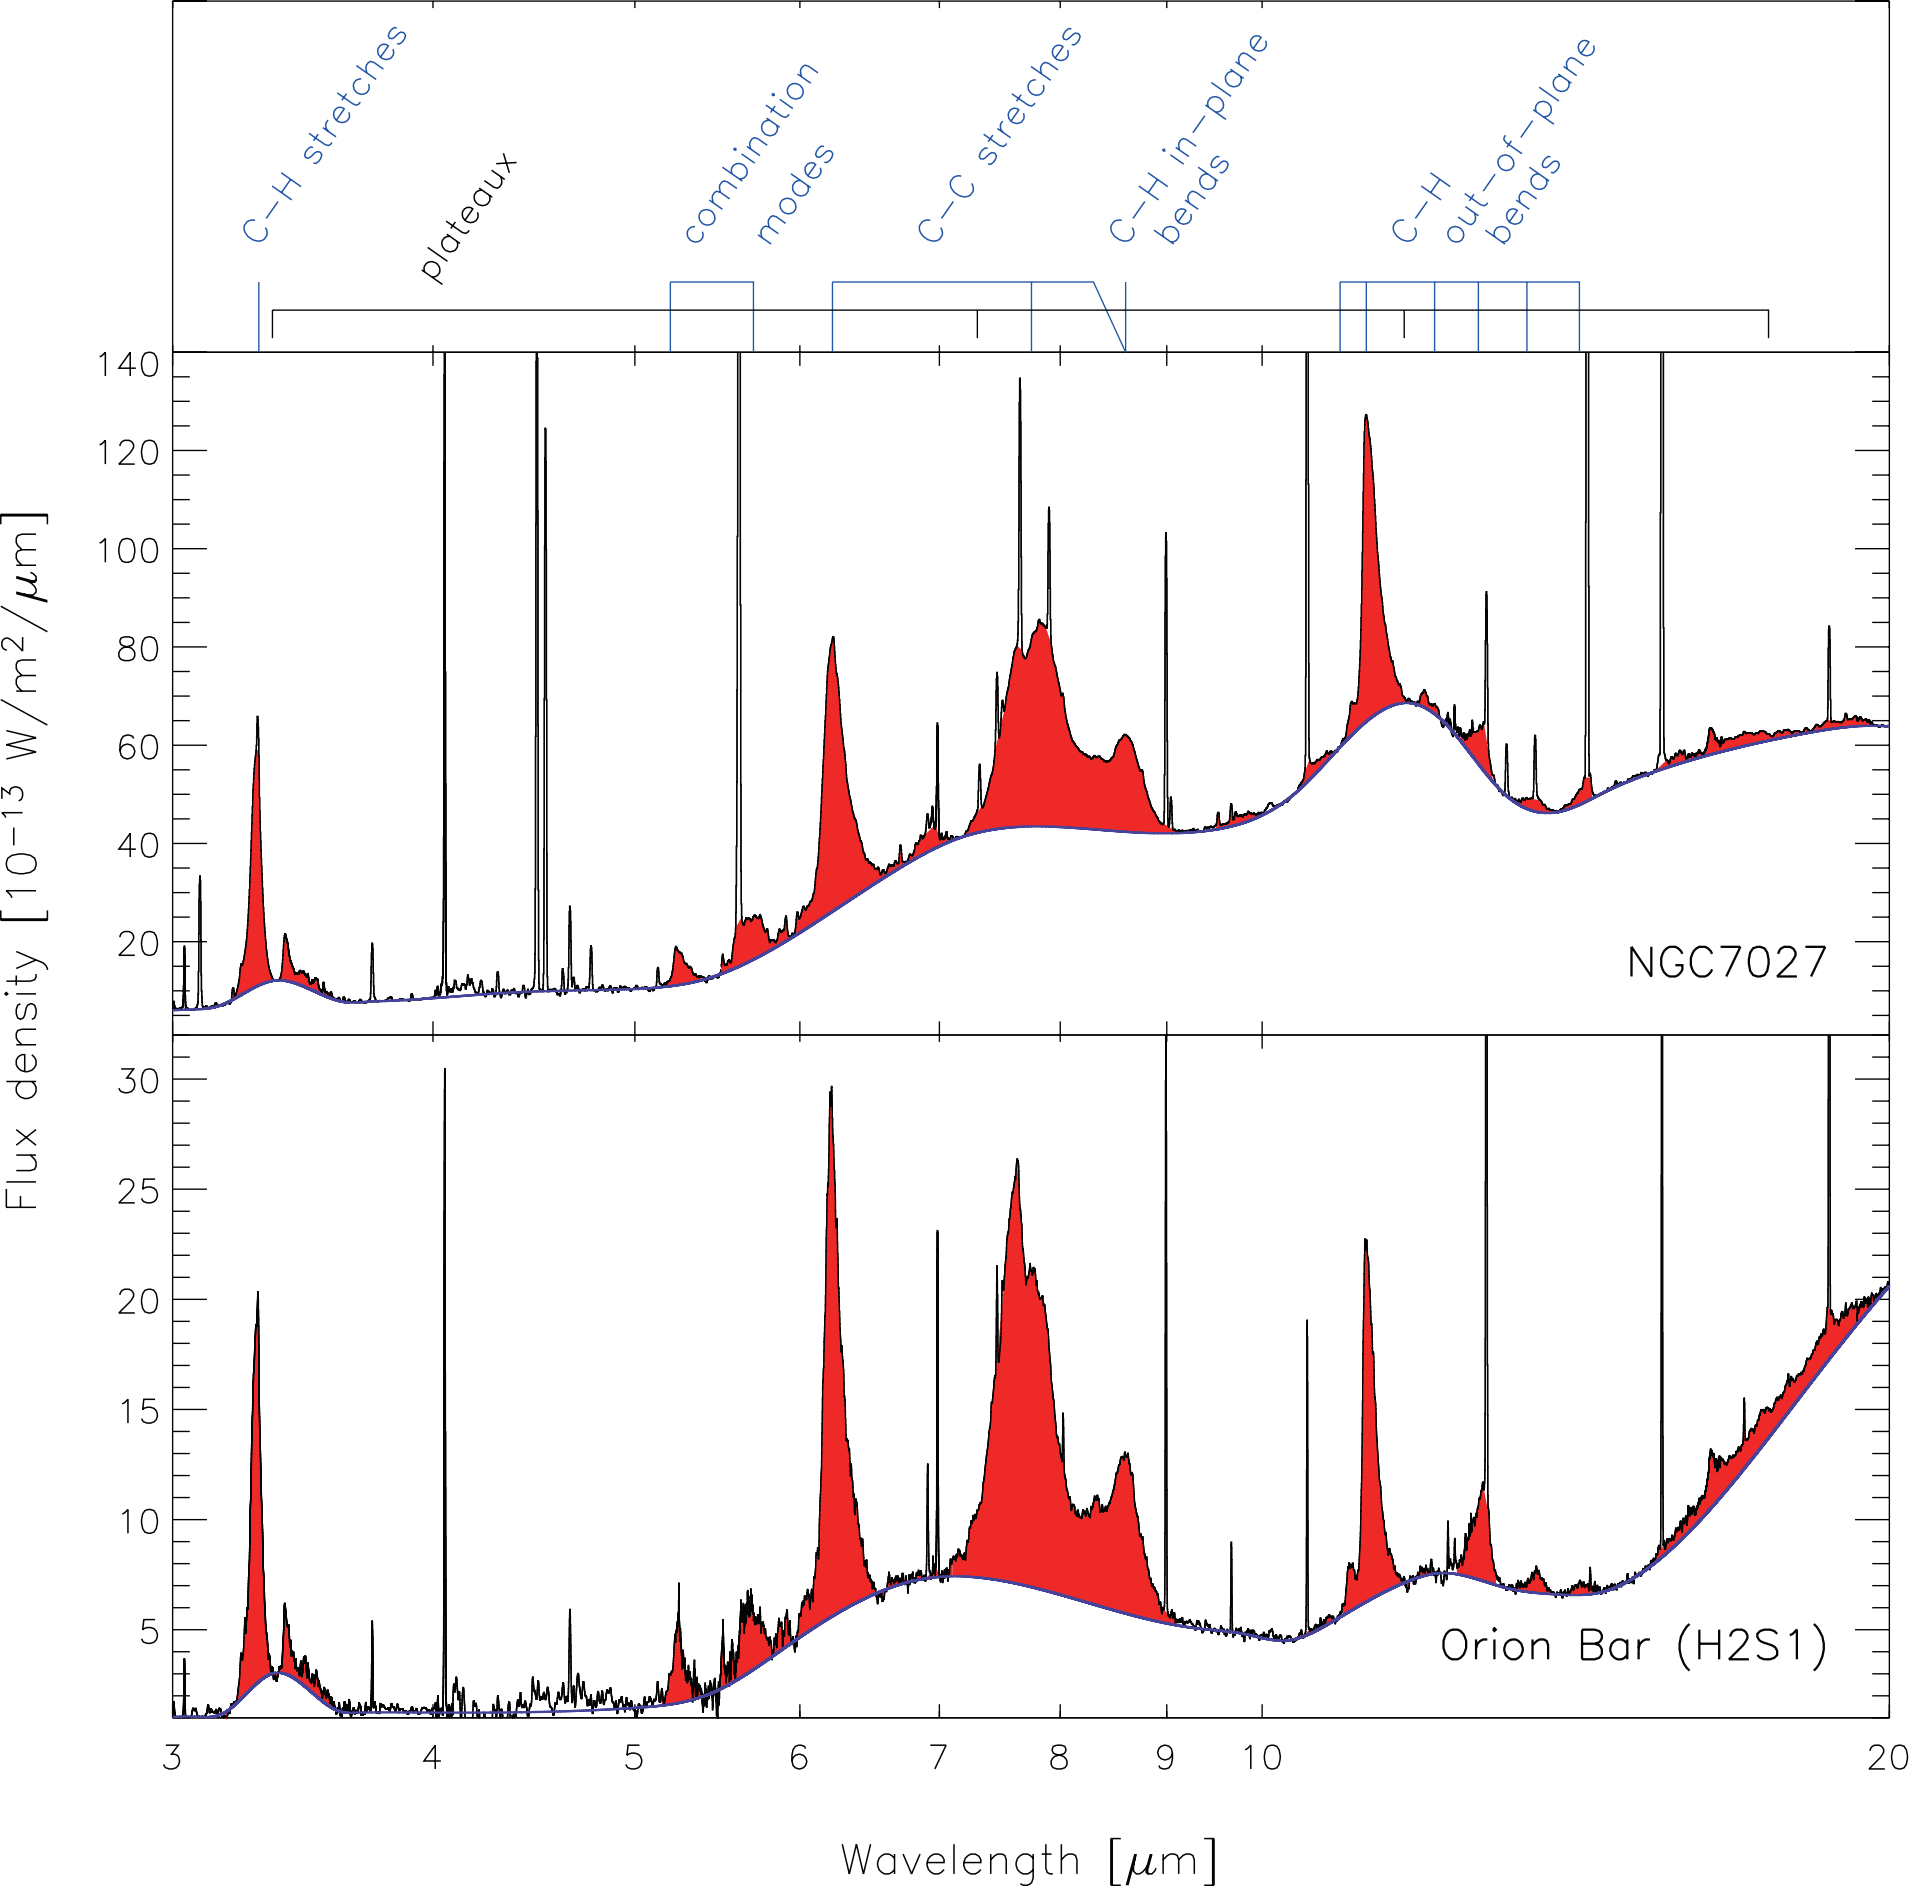 C-H stretches
plateaux
combination
modes
C-C stretches
C-H in-plane
bends
C-H
out-of-plane
bends
140
120
100
80
60
40
20
NGC7027
Flux density [10-13 W/m2/μm]
30
25
20
15
10
5
Orion Bar (H2S1)
3 4 5 6 7 8 9 10 20
Wavelength [μm]